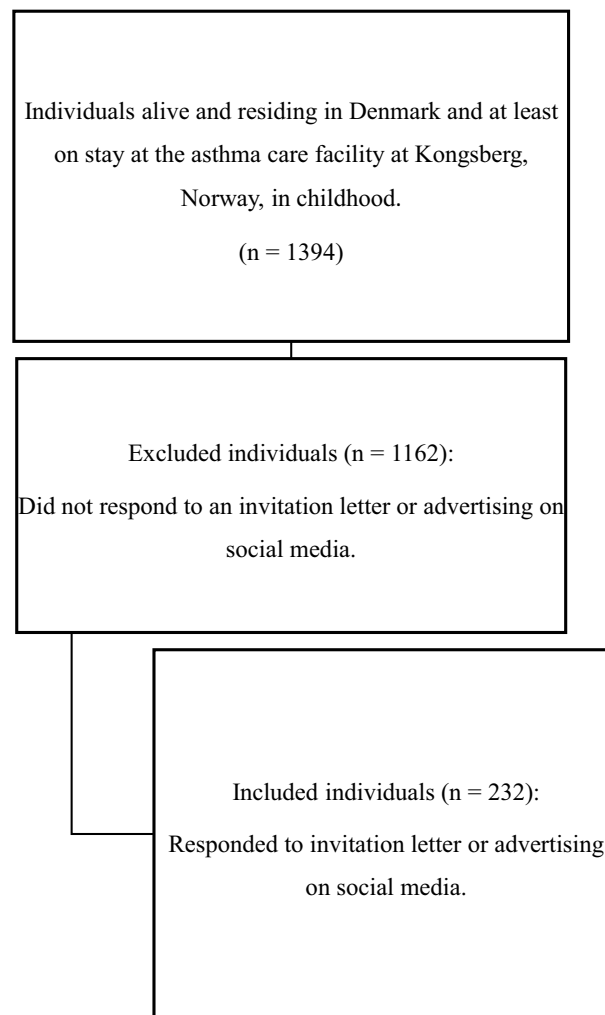 Individuals alive and residing in Denmark and at least
on stay at the asthma care facility at Kongsberg,
Norway, in childhood.
(n = 1394)
Excluded individuals (n = 1162):
Did not respond to an invitation letter or advertising on
social media.
Included individuals (n = 232):
Responded to invitation letter or advertising
on social media.